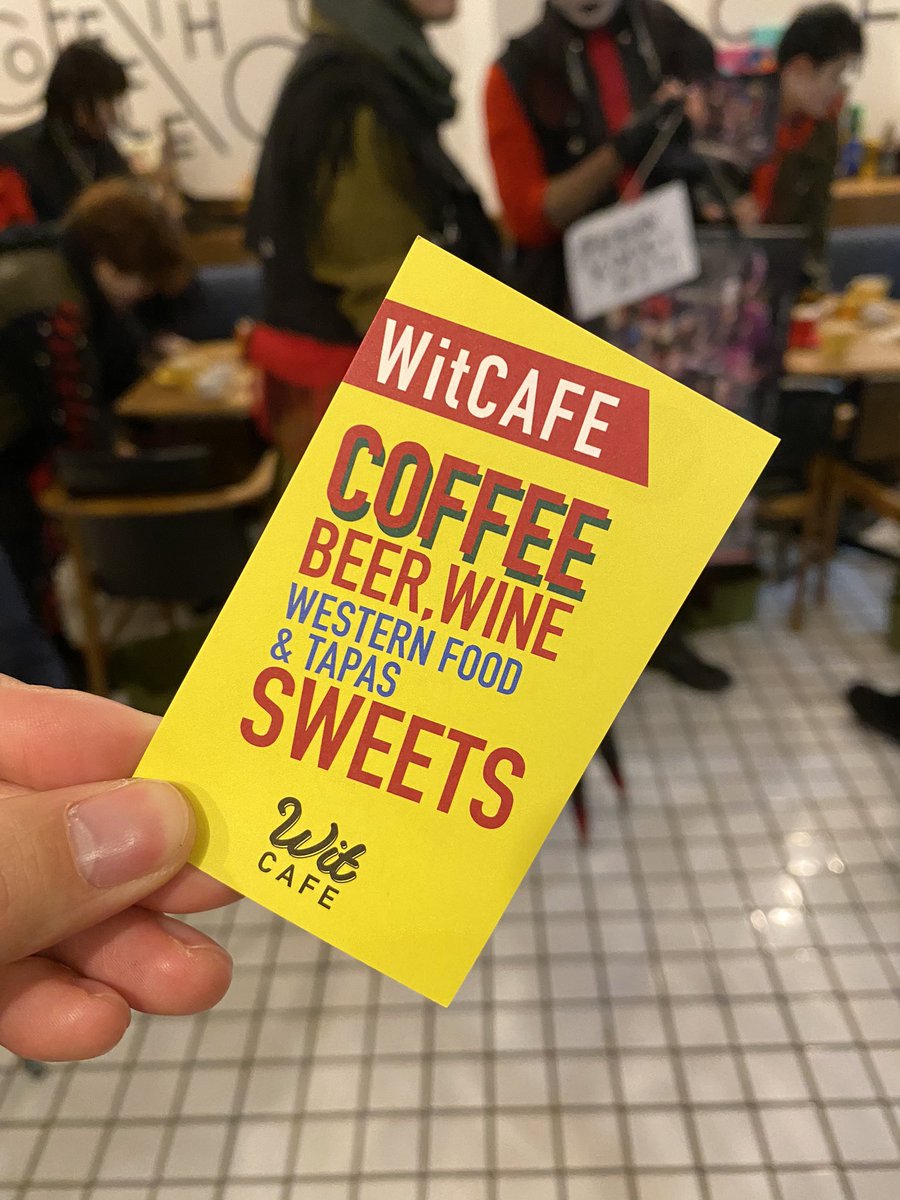 WitCAFE
COFFEE
BEER, WINE
WESTERN FOOD
& TAPAS
SWEETS
Wit
CAFE